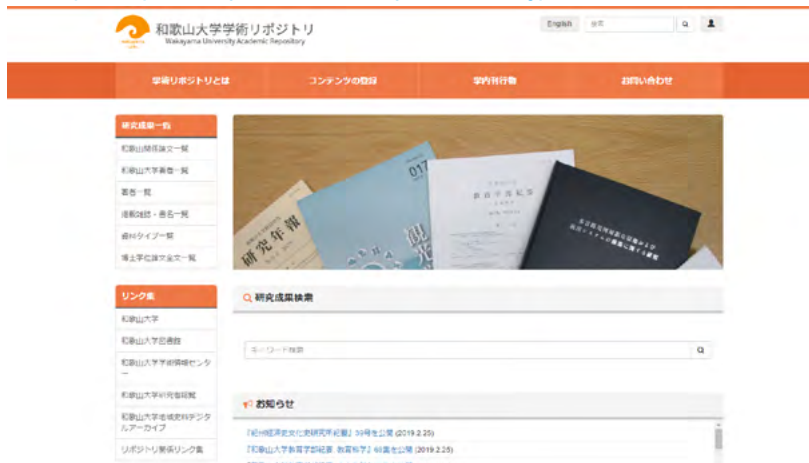 和歌山大学学術リポジトリ
Wakayama University Academic Repository
English
検索
学術リポジトリとは
コンテンツの登録
学内刊行物
お問い合わせ
研究成果一覧
和歌山関係論文一覧
和歌山大学著者一覧
著者一覧
掲載雑誌・書名一覧
資料タイプ一覧
博士学位論文全文一覧
研究年報
017
観光
教育学部紀要
リンク集
和歌山大学
和歌山大学図書館
和歌山大学学術情報センタ
ー
和歌山大学研究者総覧
和歌山大学地域史料デジタ
ルアーカイブ
リポジトリ関係リンク集
研究成果検索
キーワード検索
お知らせ
『紀州経済史文化史研究所紀要』39号を公開 (2019.2.25)
『和歌山大学教育学部紀要. 教育科学』69集を公開 (2019.2.25)